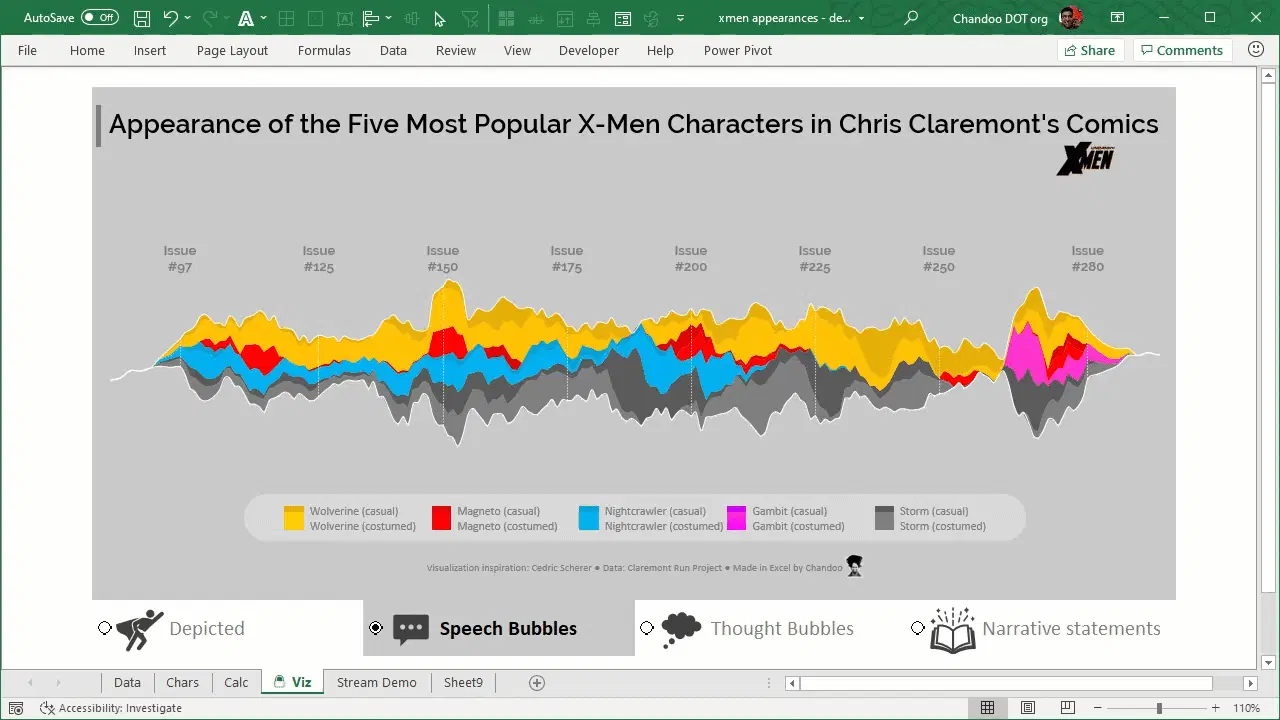 AutoSave Off
xmen appearances - de...
Chandoo DOT org
File Home Insert Page Layout Formulas Data Review View Developer Help Power Pivot
Share Comments
Appearance of the Five Most Popular X-Men Characters in Chris Claremont's Comics
X-MEN
Issue Issue Issue Issue Issue Issue Issue Issue
#97 #125 #150 #175 #200 #225 #250 #280
Wolverine (casual) Magneto (casual) Nightcrawler (casual) Gambit (casual) Storm (casual)
Wolverine (costumed) Magneto (costumed) Nightcrawler (costumed) Gambit (costumed) Storm (costumed)
Visualization inspiration: Cedric Scherer ● Data: Claremont Run Project ● Made in Excel by Chandoo
Depicted Speech Bubbles Thought Bubbles Narrative statements
Data Chars Calc Viz Stream Demo Sheet9
Accessibility: Investigate
110%